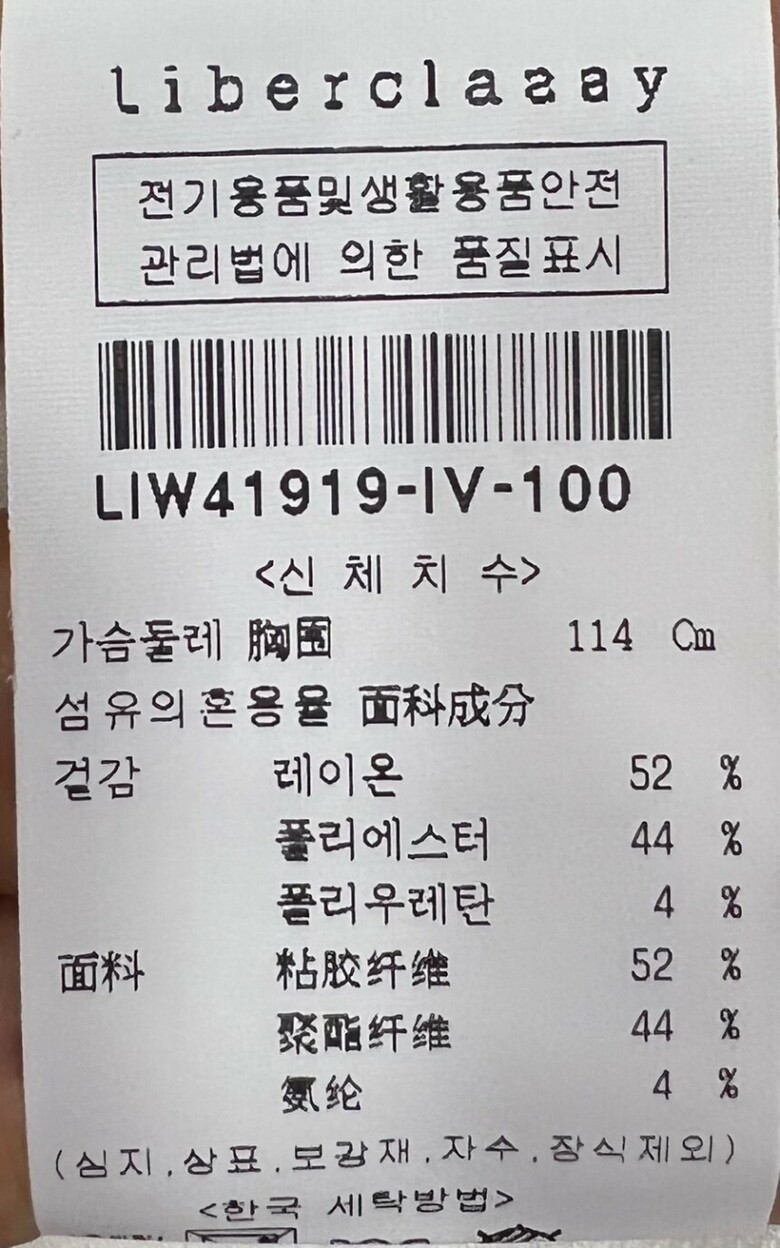 Liberclassy
전기용품및생활용품안전
관리법에 의한 품질표시
LIW41919-IV-100
<신 체 치 수>
가슴둘레 胸围 114 Cm
섬유의혼용율 面料成分
겉감 레이온 52 %
폴리에스터 44 %
폴리우레탄 4 %
面料 粘胶纤维 52 %
聚酯纤维 44 %
氨纶 4 %
(심지,상표,보강재,자수,장식제외)
<한국 세탁방법>